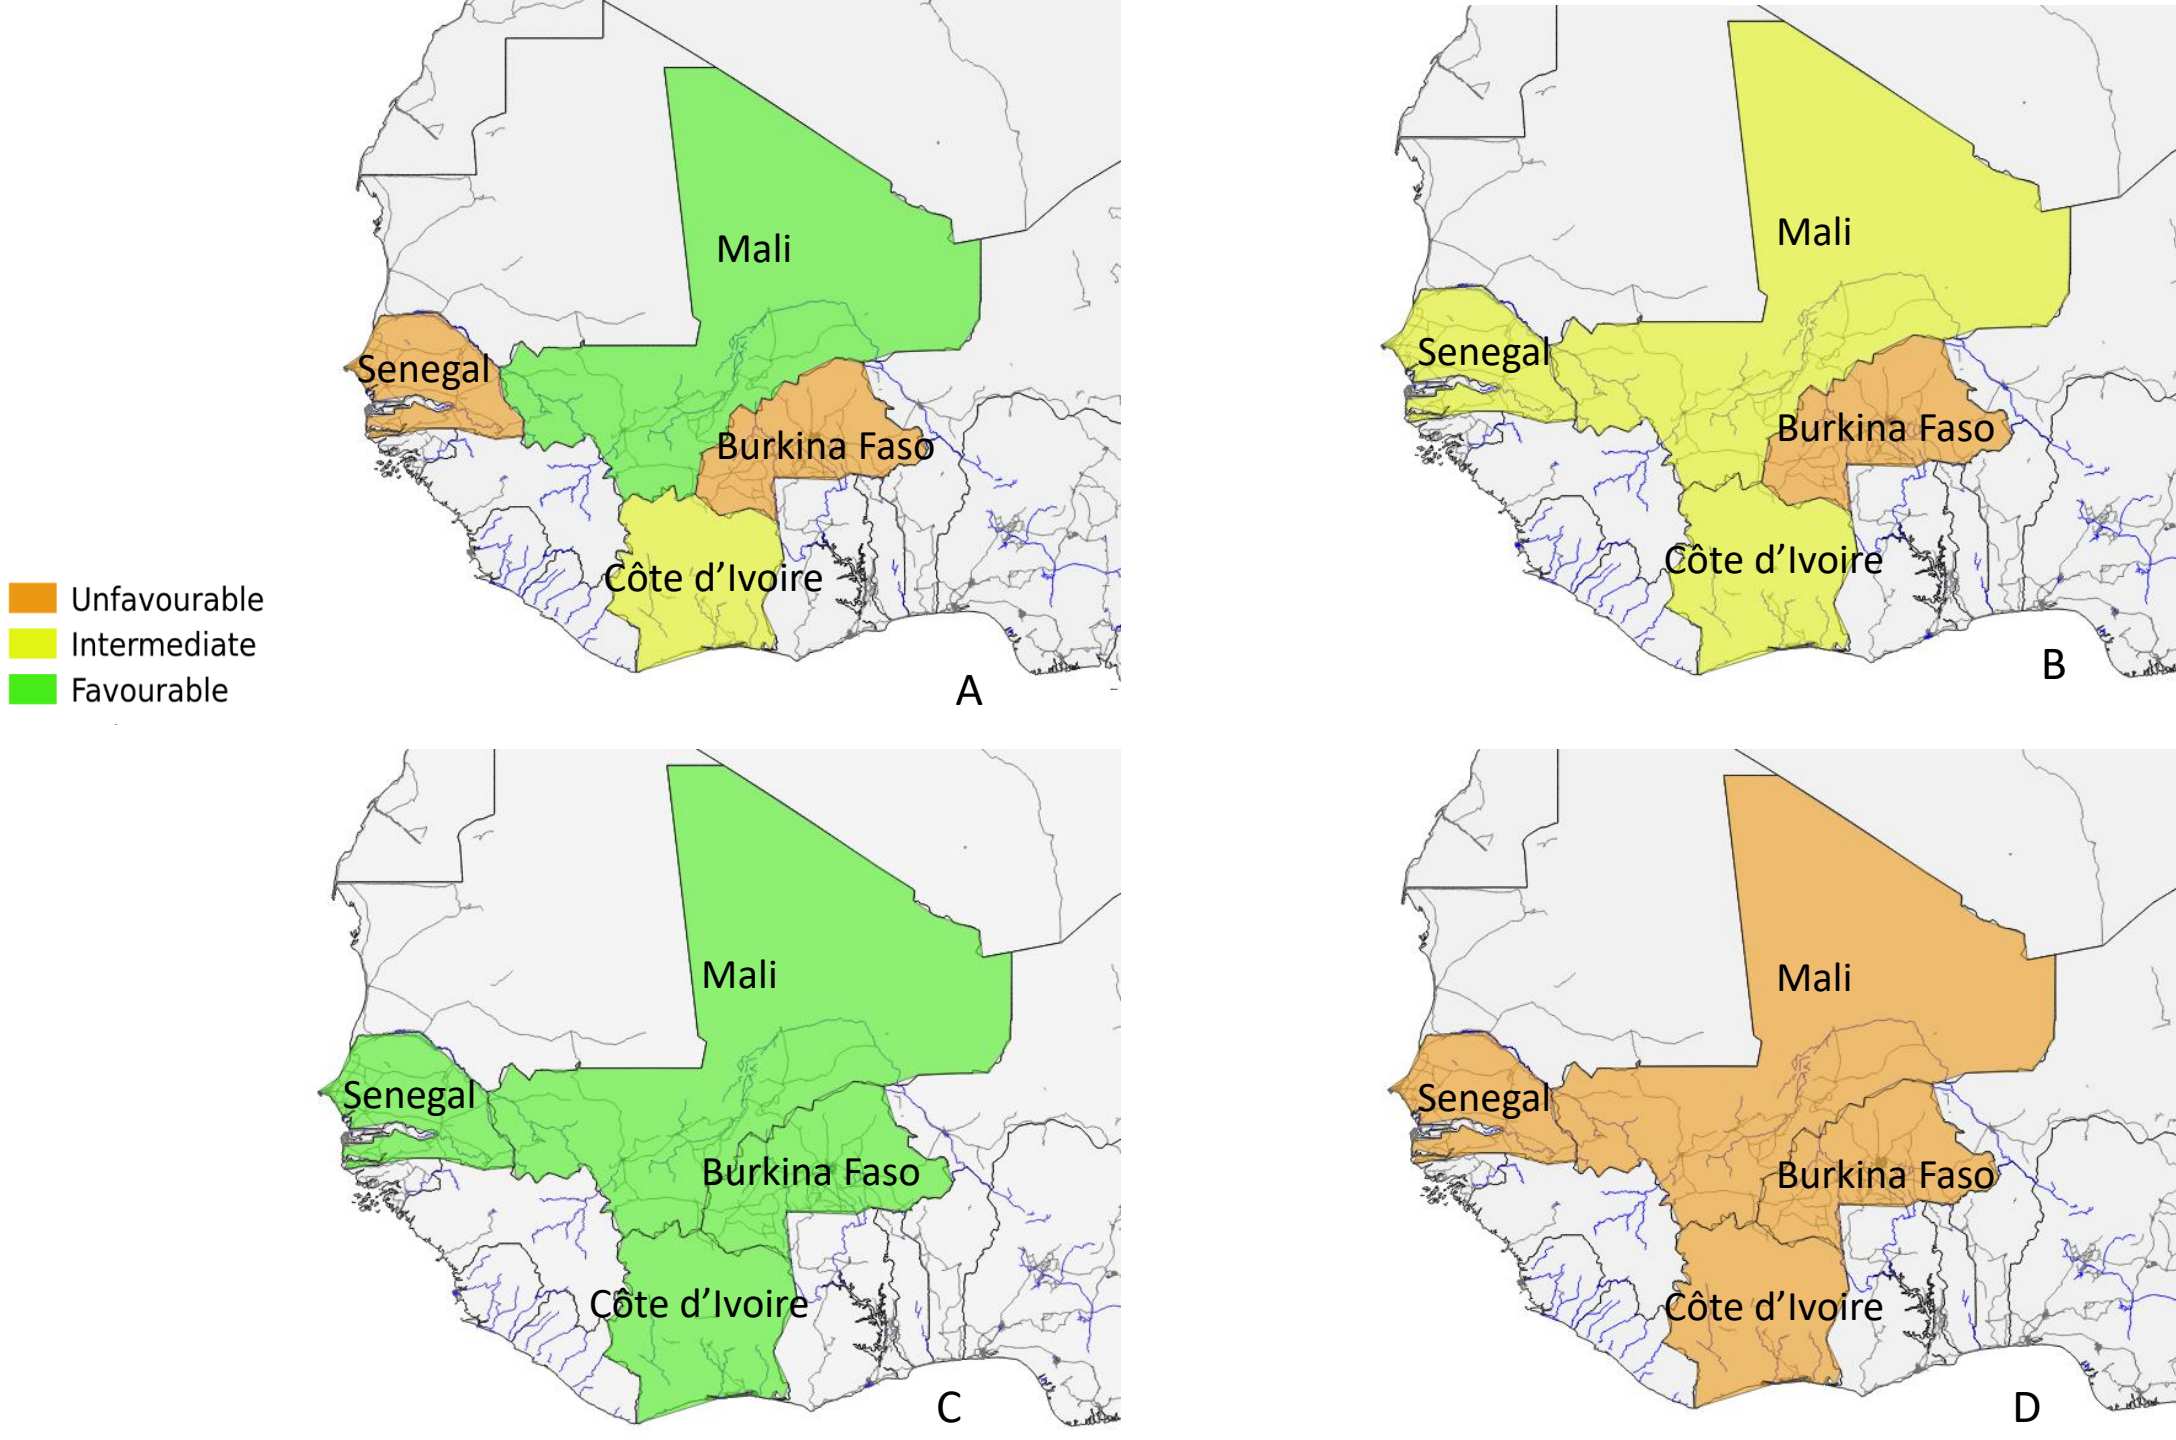 Mali
Senegal
Burkina Faso
Côte d'Ivoire
A
Mali
Senegal
Burkina Faso
Côte d'Ivoire
B
Unfavourable
Intermediate
Favourable
Mali
Senegal
Burkina Faso
Côte d'Ivoire
C
Mali
Senegal
Burkina Faso
Côte d'Ivoire
D